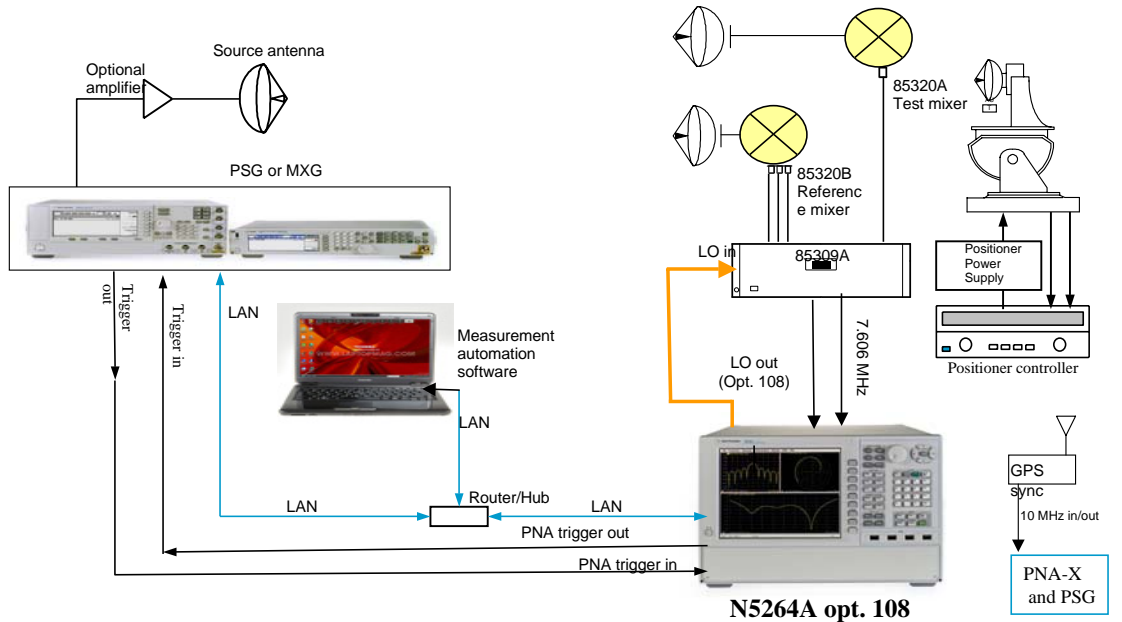 Source antenna
Optional
amplifier
PSG or MXG
85320A
Test mixer
85320B
Referenc
e mixer
LO in
85309A
Positioner
Power
Supply
Positioner controller
Trigger
out
Trigger in
LAN
Measurement
automation
software
WWW.LAPTOPMAG.COM
LO out
(Opt. 108)
7.606 MHz
LAN
LAN
Router/Hub
LAN
PNA trigger out
PNA trigger in
GPS
sync
10 MHz in/out
PNA-X
and PSG
N5264A opt. 108